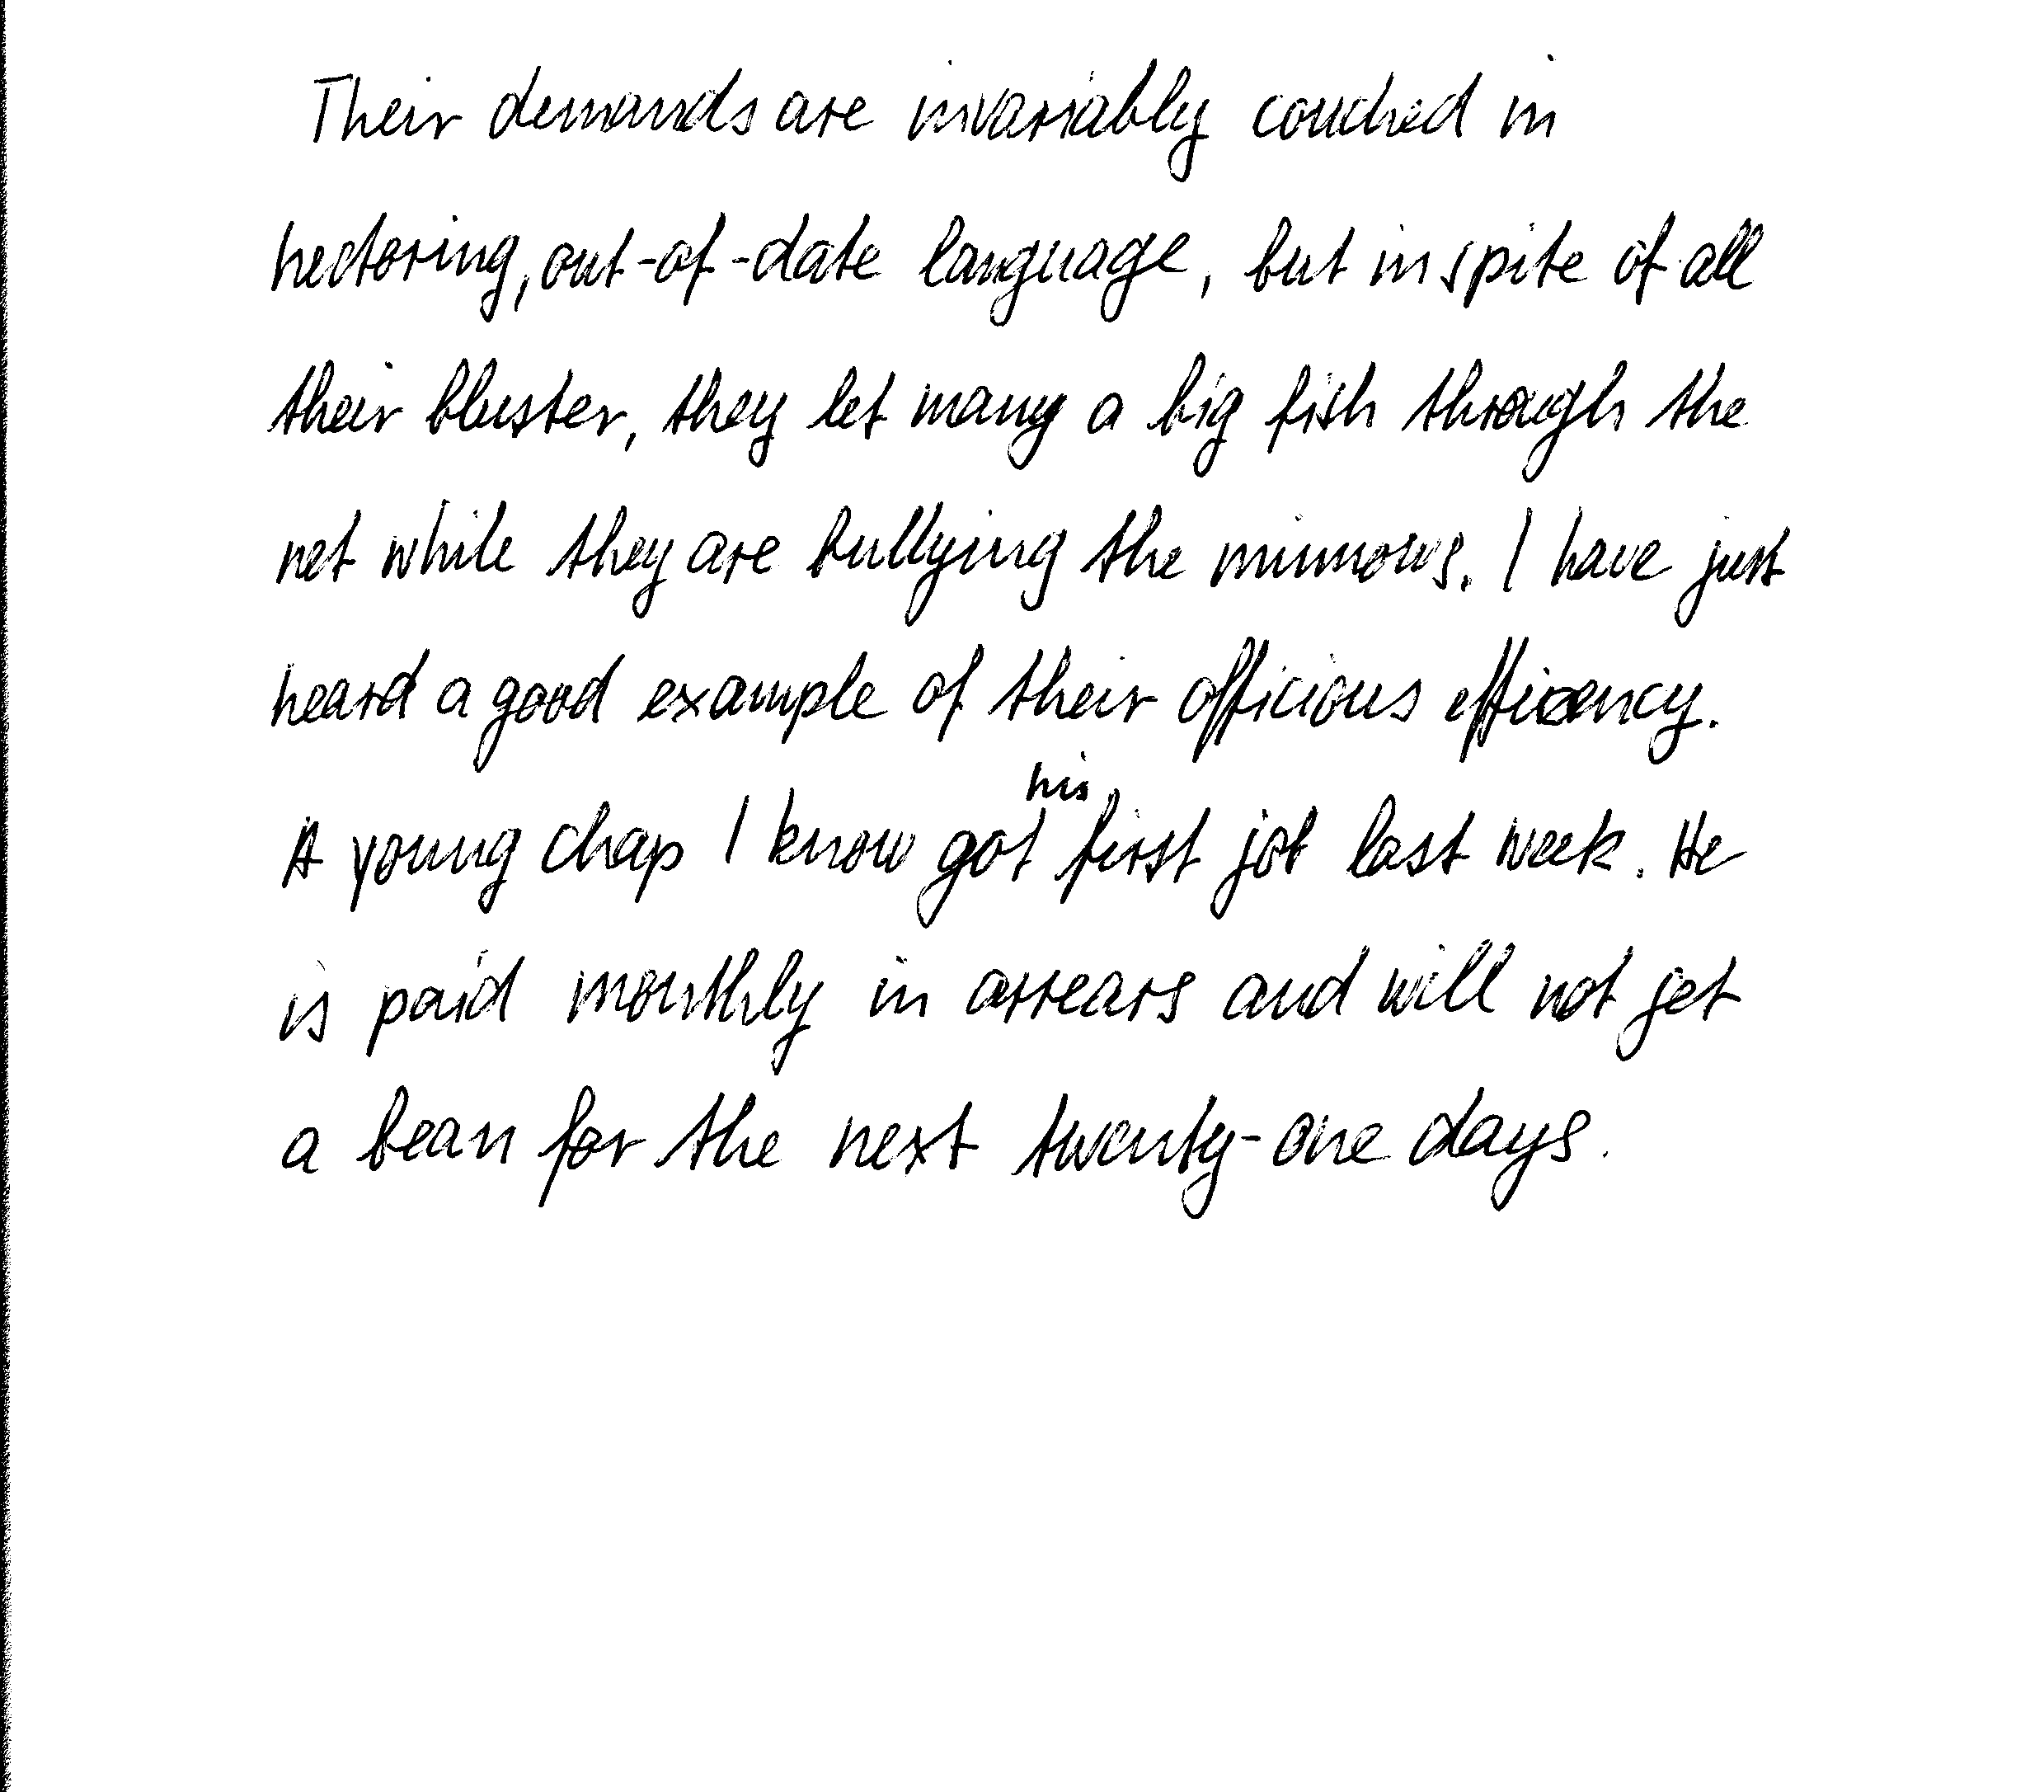 Their demands are invariably couched in
hectoring, out-of-date language, but in spite of all
their bluster, they let many a big fish through the
net while they are bullying the minnows. I have just
heard a good example of their officious efficency.
A young chap I know got his first job last week. He
is paid monthly in arrears and will not get
a bean for the next twenty-one days.